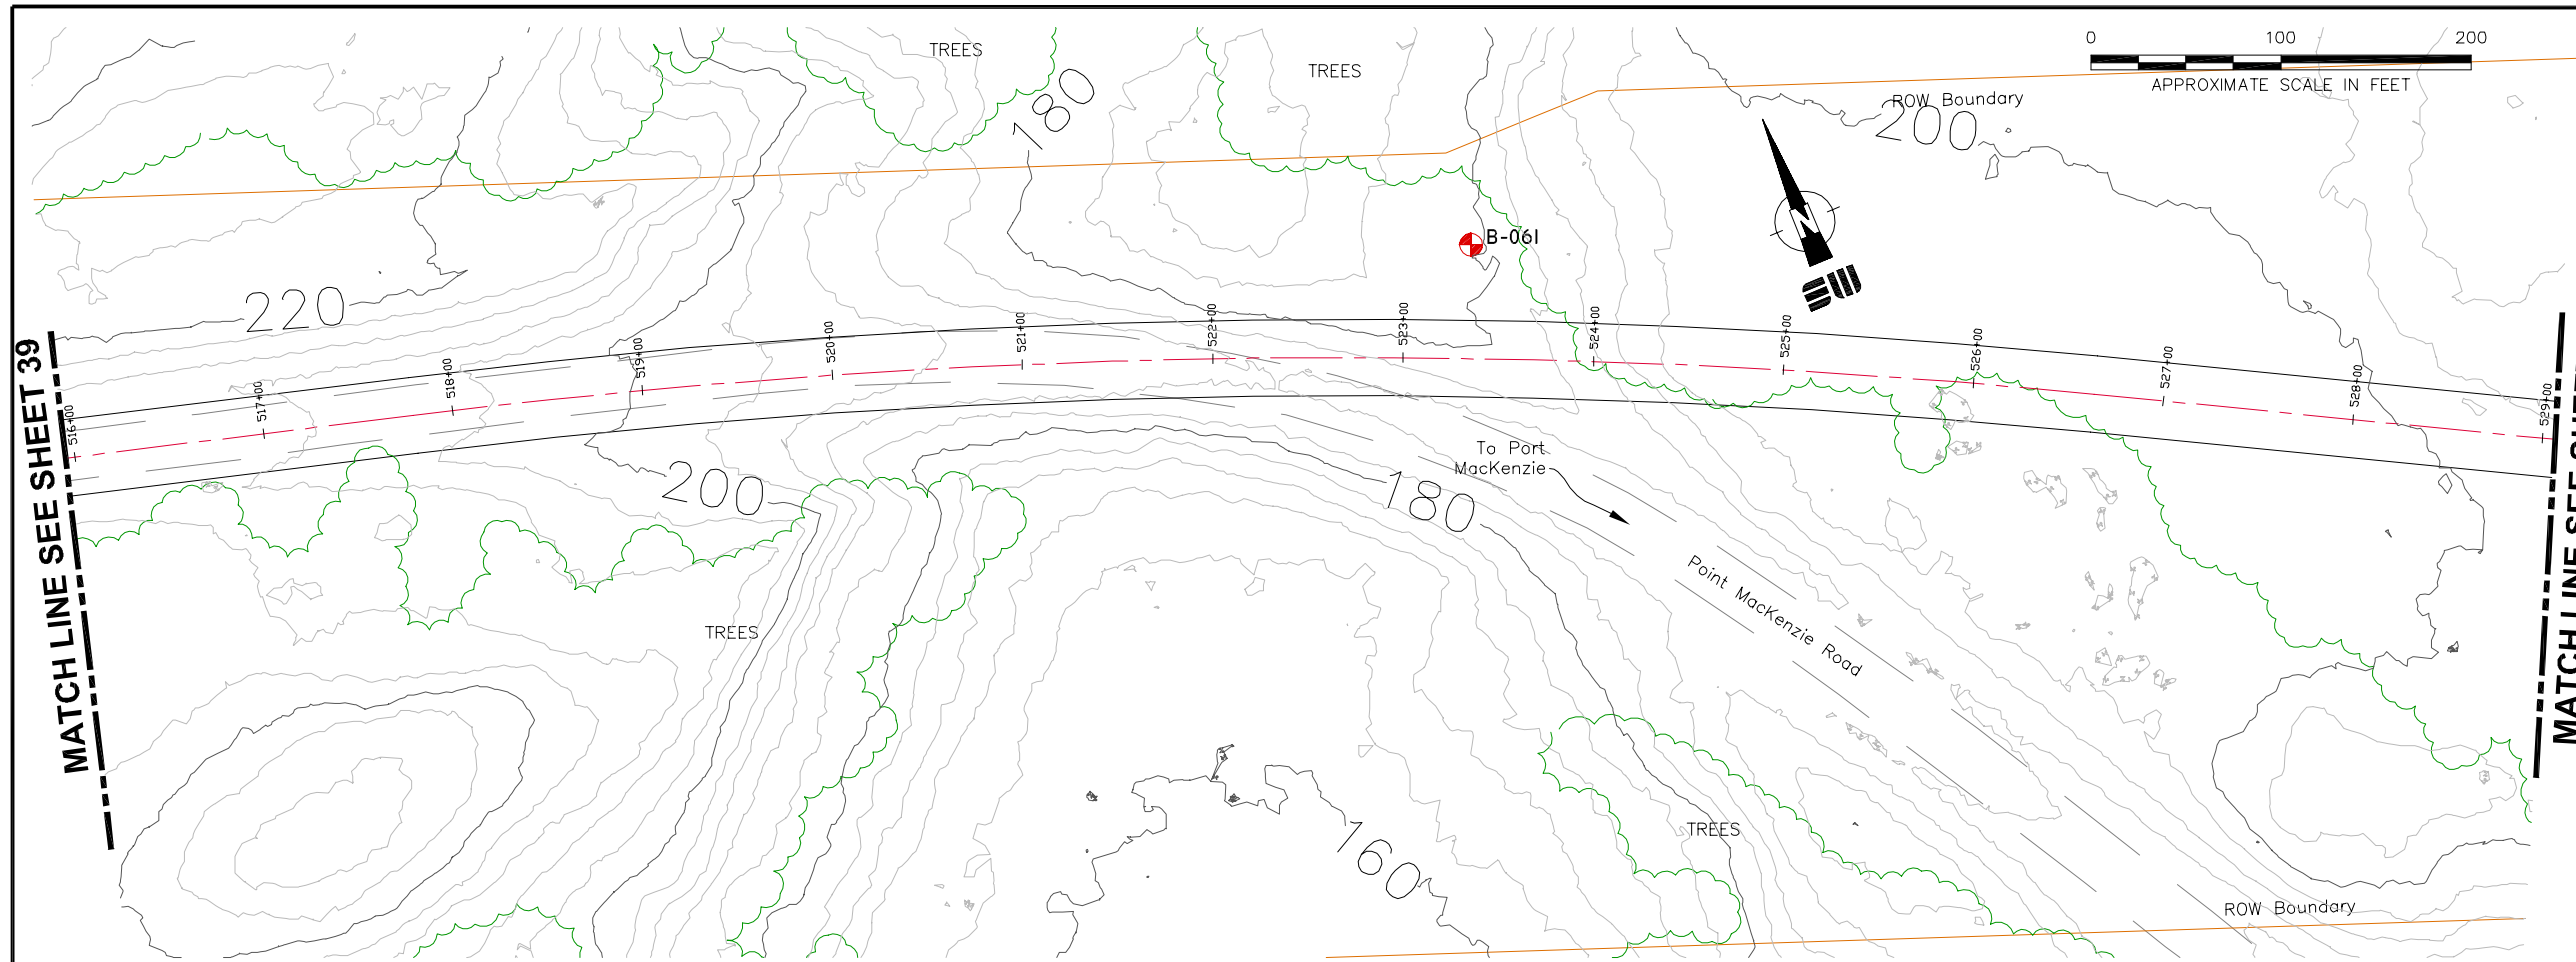 TREES
TREES
0 100 200
APPROXIMATE SCALE IN FEET
ROW Boundary
180
200
B-061
220
MATCH LINE SEE SHEET 39
516+00
517+00
518+00
519+00
520+00
521+00
522+00
523+00
524+00
525+00
526+00
527+00
528+00
529+00
MATCH LINE SEE
To Port
MacKenzie
200
180
Point MacKenzie Road
TREES
TREES
160
ROW Boundary